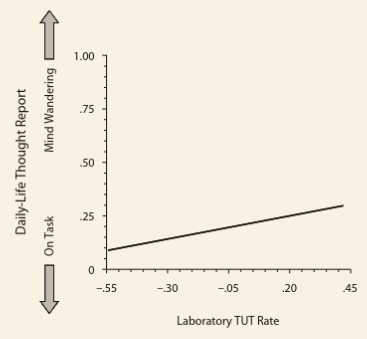 Daily-Life Thought Report
Mind Wandering
On Task
1.00
.75
.50
.25
0
–.55
–.30
–.05
.20
.45
Laboratory TUT Rate